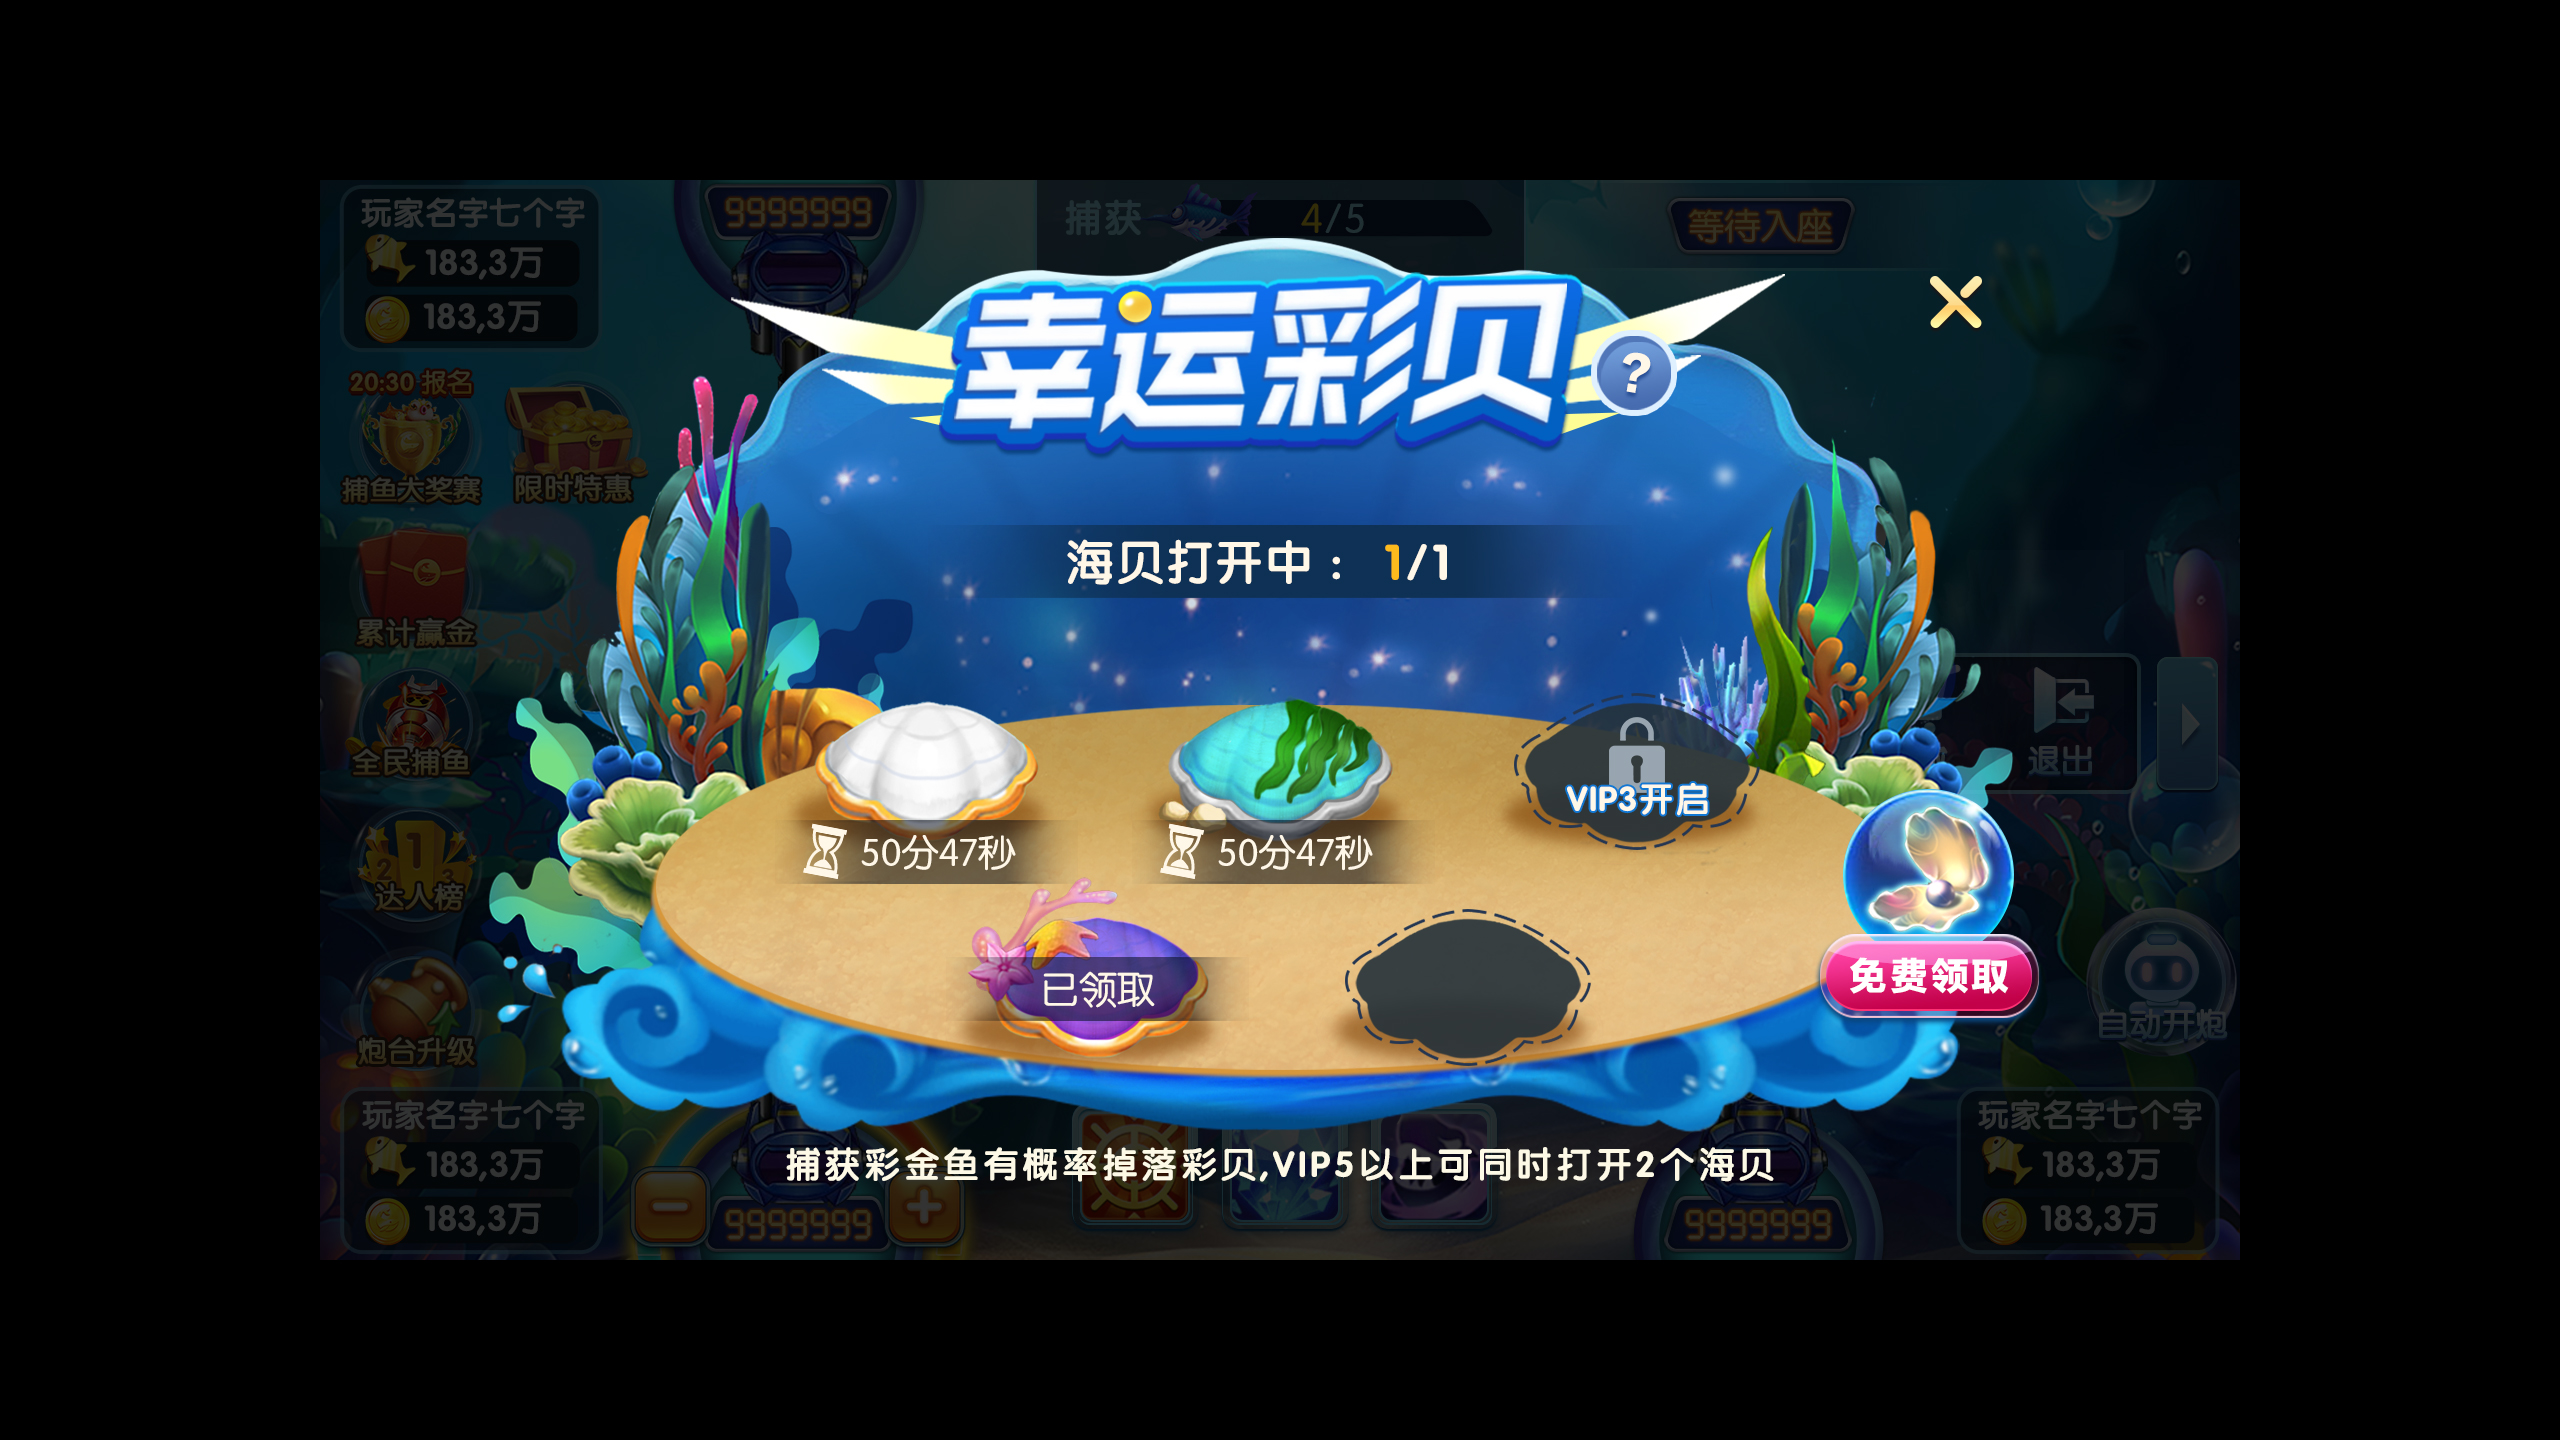 玩家名字七个字
183,3万
183,3万
9999999
捕获 4/5
等待入座
20:30 报名
捕鱼大奖赛
限时特惠
幸运彩贝
?
海贝打开中： 1/1
累计赢金
全民捕鱼
退出
VIP3开启
50分47秒
50分47秒
2 1 3
达人榜
已领取
免费领取
自动开炮
炮台升级
玩家名字七个字
183,3万
183,3万
9999999
捕获彩金鱼有概率掉落彩贝,VIP5以上可同时打开2个海贝
9999999
玩家名字七个字
183,3万
183,3万